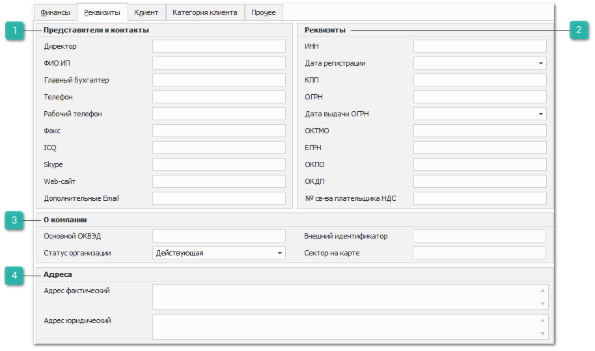 Финансы Реквизиты Клиент Категория клиента Прочее
1 Представители и контакты
Директор
ФИО ИП
Главный бухгалтер
Телефон
Рабочий телефон
Факс
ICQ
Skype
Web-сайт
Дополнительные Email
Реквизиты 2
ИНН
Дата регистрации
КПП
ОГРН
Дата выдачи ОГРН
ОКТМО
ЕГРН
ОКПО
ОКДП
№ св-ва плательщика НДС
3 О компании
Основной ОКВЭД Внешний идентификатор
Статус организации Действующая Сектор на карте
4 Адреса
Адрес фактический
Адрес юридический